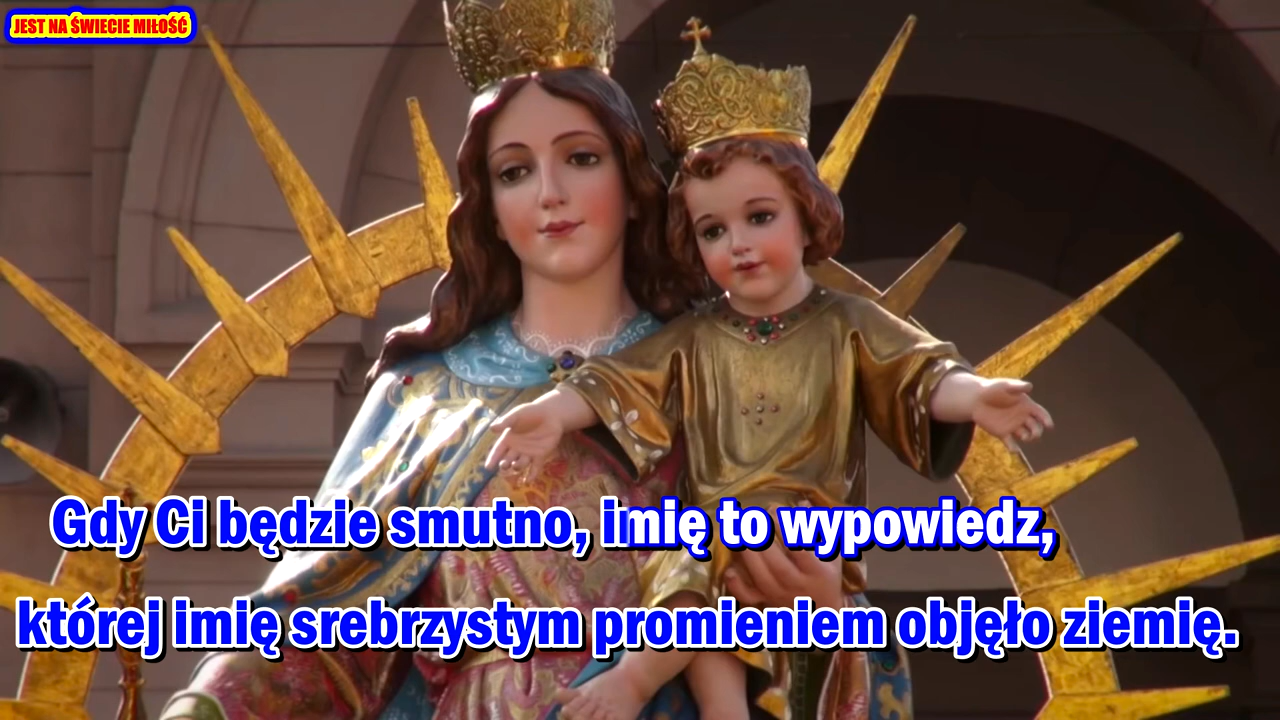 JEST NA ŚWIECIE MIŁOŚĆ
Gdy Ci będzie smutno, imię to wypowiedz,
której imię srebrzystym promieniem objęło ziemię.